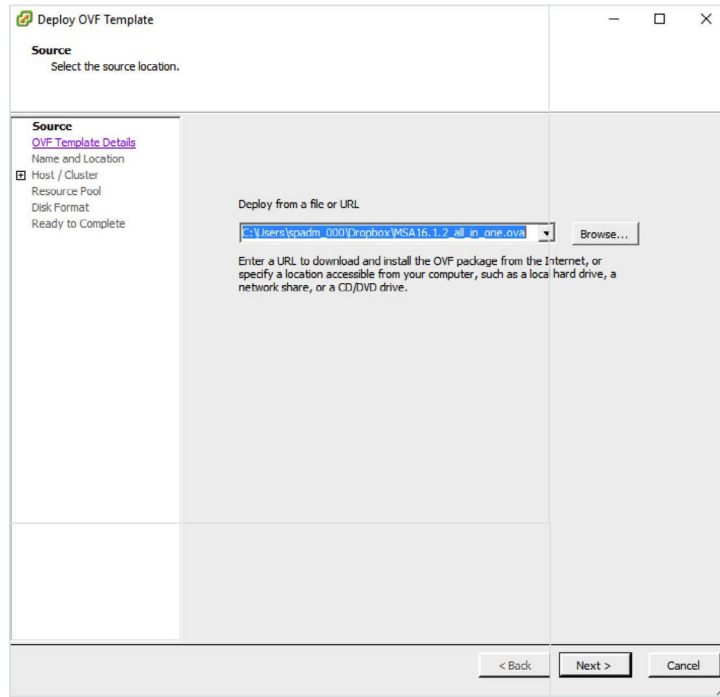 Deploy OVF Template
Source
Select the source location.
Source
OVF Template Details
Name and Location
Host / Cluster
Resource Pool
Disk Format
Ready to Complete
Deploy from a file or URL
C:\Users\spadm_000\Dropbox\MSA16.1.2_all_in_one.ova
Browse...
Enter a URL to download and install the OVF package from the Internet, or
specify a location accessible from your computer, such as a local hard drive, a
network share, or a CD/DVD drive.
< Back
Next >
Cancel